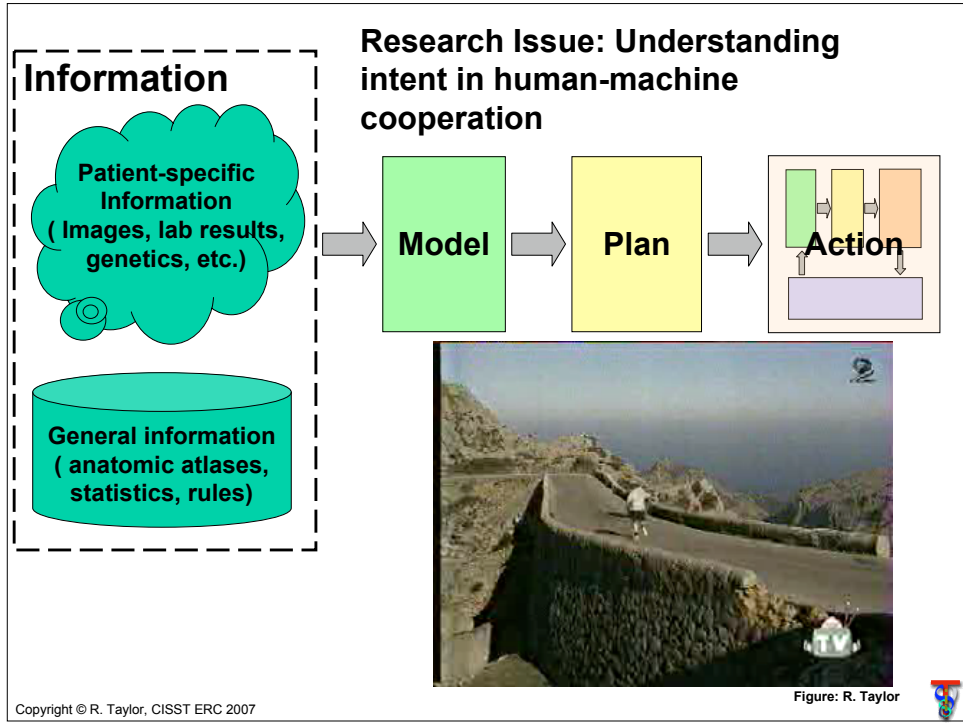 Research Issue: Understanding
intent in human-machine
cooperation
Information
Patient-specific
Information
( Images, lab results,
genetics, etc.)
General information
( anatomic atlases,
statistics, rules)
Model
Plan
Action
TV
Figure: R. Taylor
Copyright © R. Taylor, CISST ERC 2007